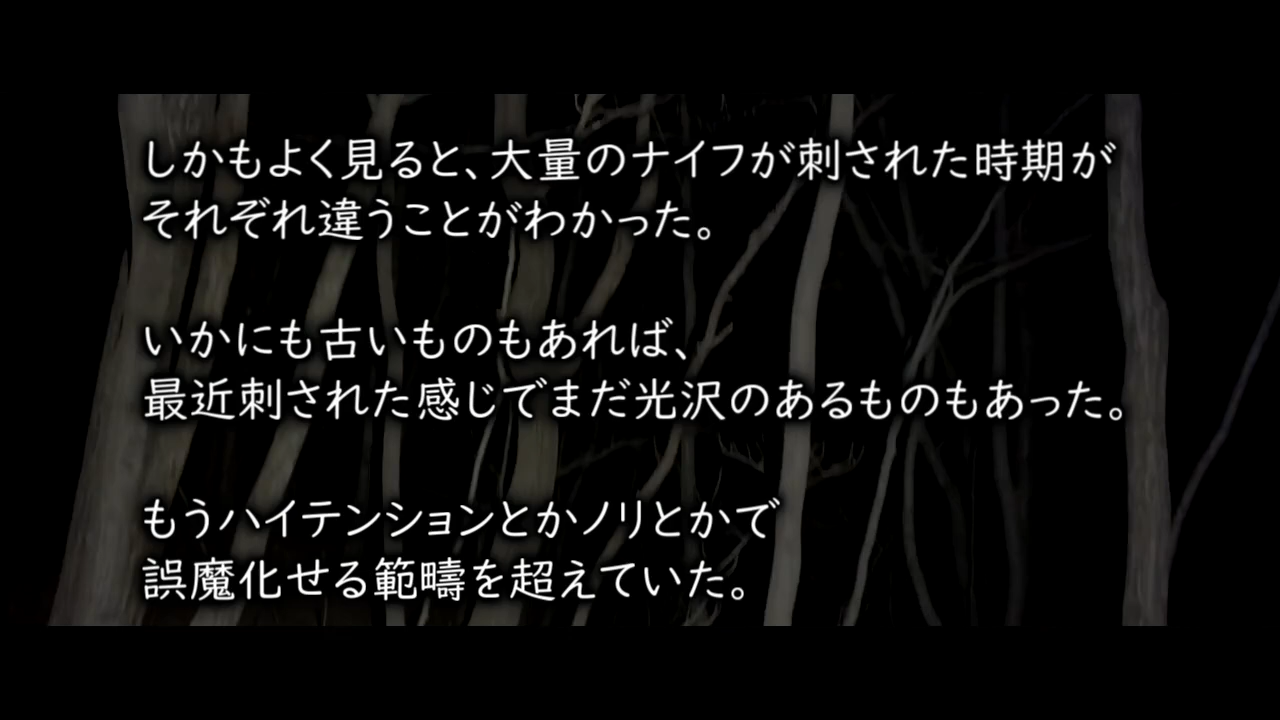 しかもよく見ると、大量のナイフが刺された時期が
それぞれ違うことがわかった。
いかにも古いものもあれば、
最近刺された感じでまだ光沢のあるものもあった。
もうハイテンションとかノリとかで
誤魔化せる範疇を超えていた。